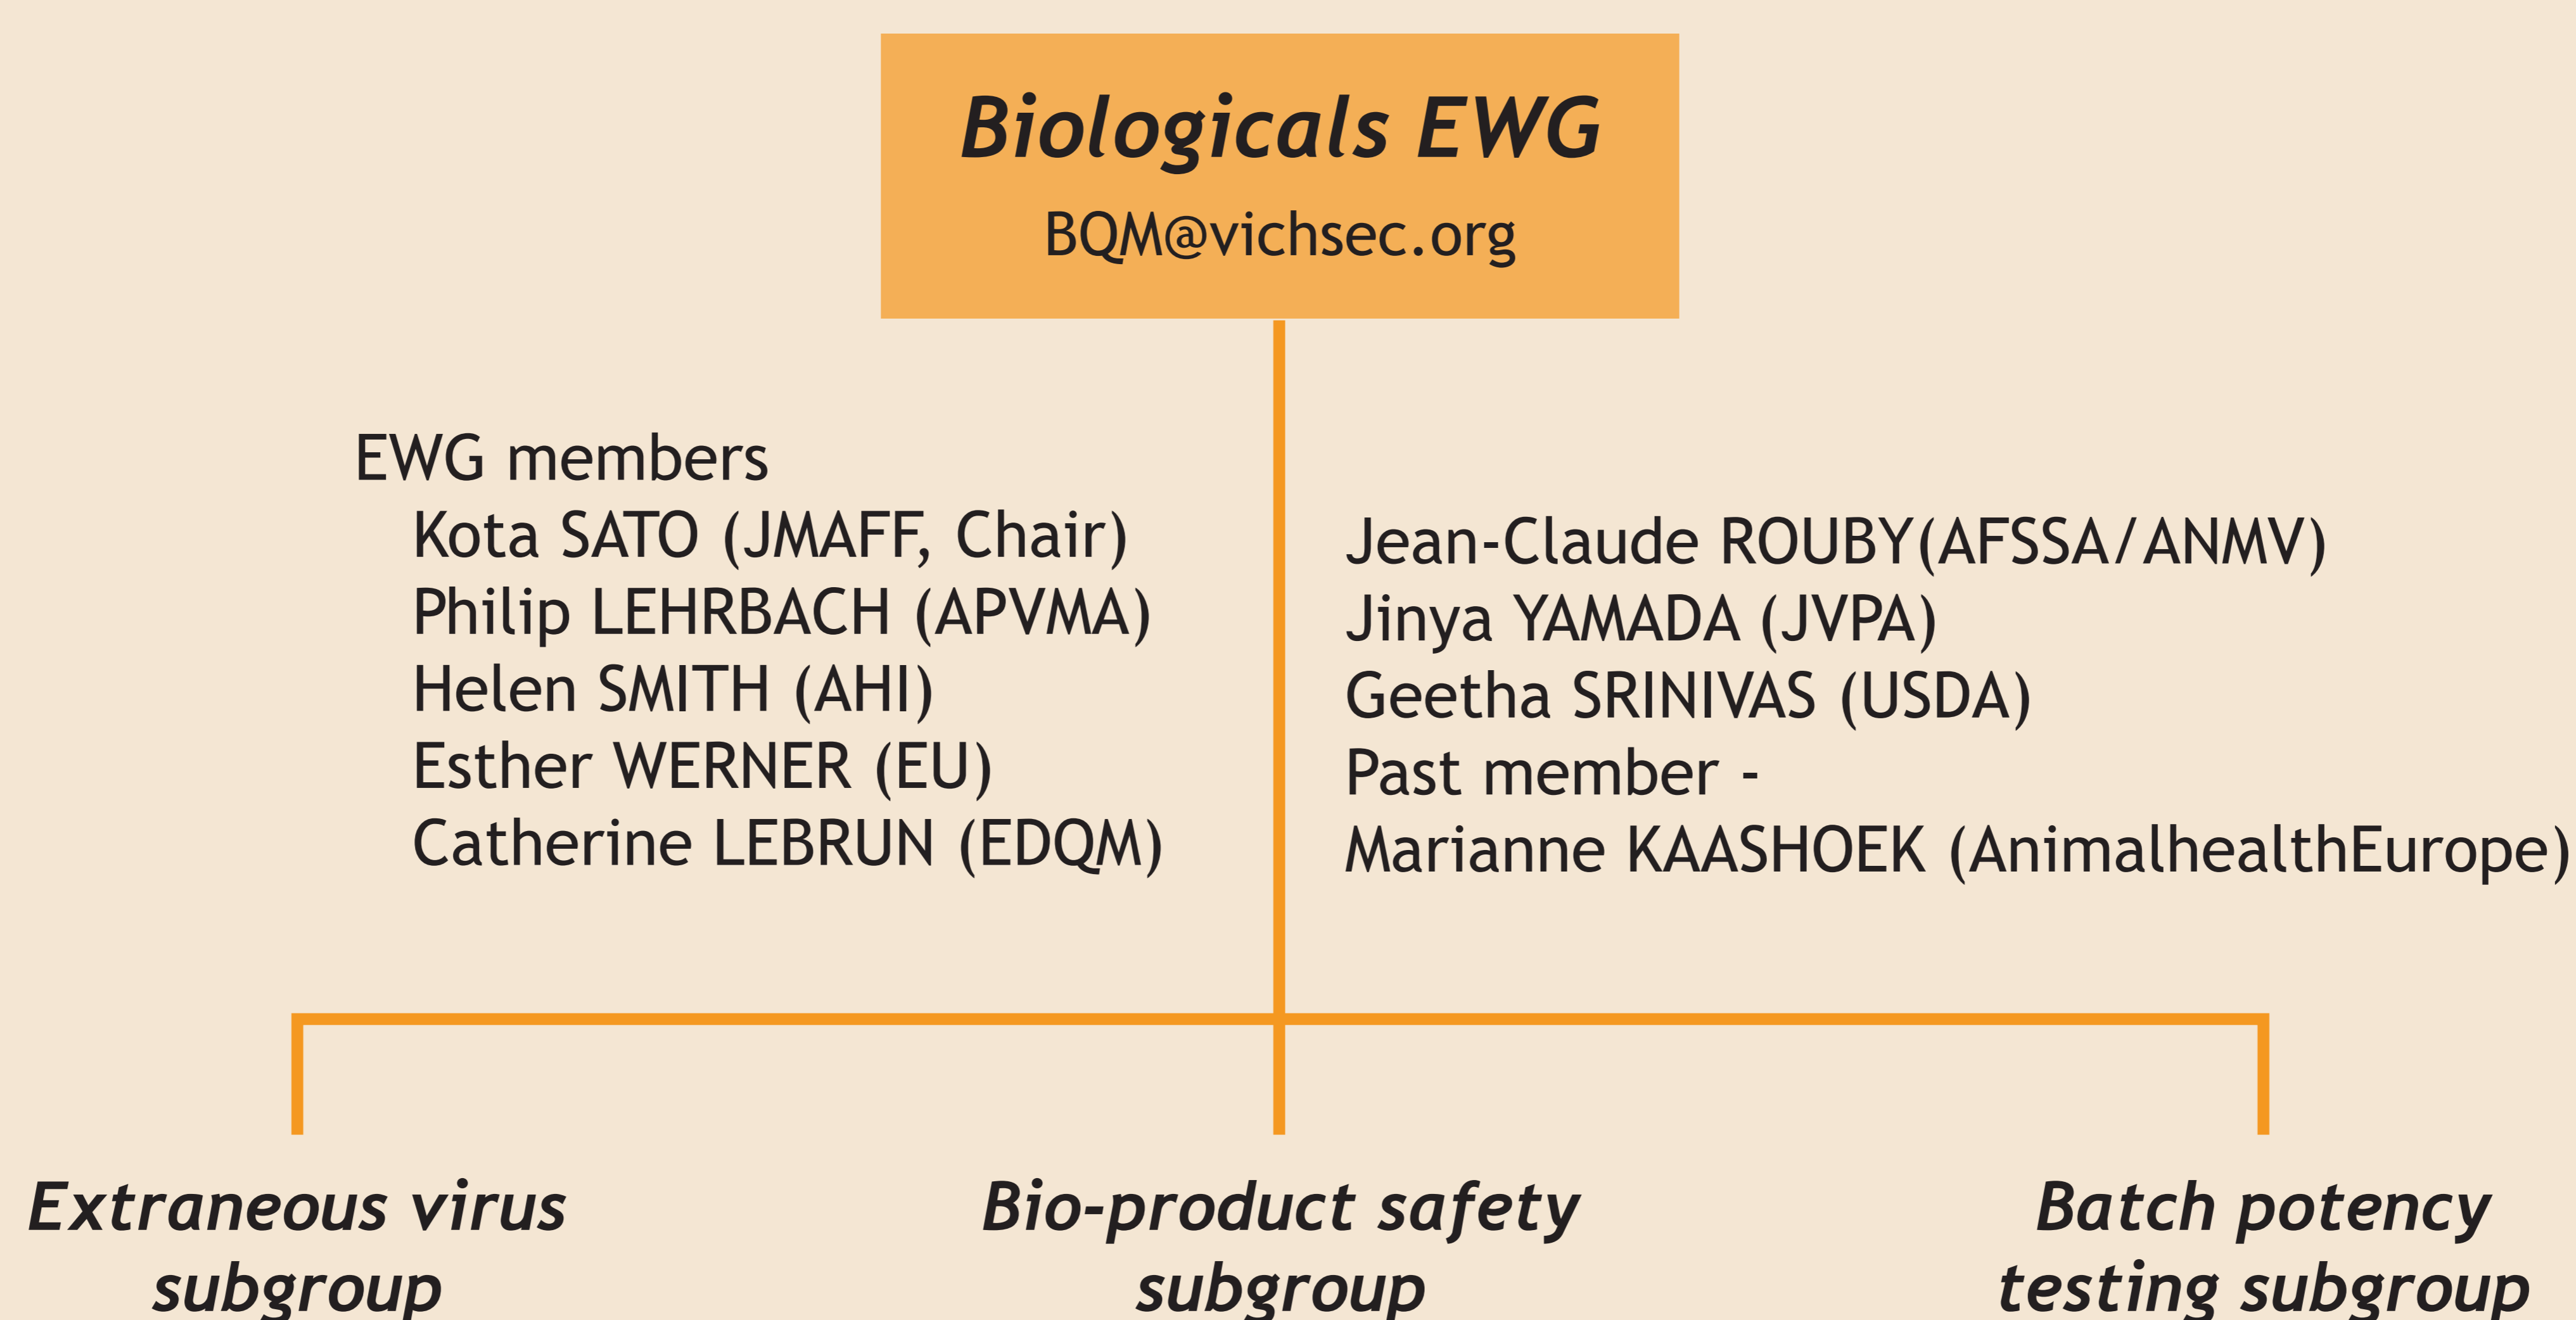 Biologicals EWG
BQM@vichsec.org
EWG members
Kota SATO (JMAFF, Chair)
Philip LEHRBACH (APVMA)
Helen SMITH (AHI)
Esther WERNER (EU)
Catherine LEBRUN (EDQM)
Jean-Claude ROUBY(AFSSA/ANMV)
Jinya YAMADA (JVPA)
Geetha SRINIVAS (USDA)
Past member -
Marianne KAASHOEK (AnimalhealthEurope)
Extraneous virus
subgroup
Bio-product safety
subgroup
Batch potency
testing subgroup